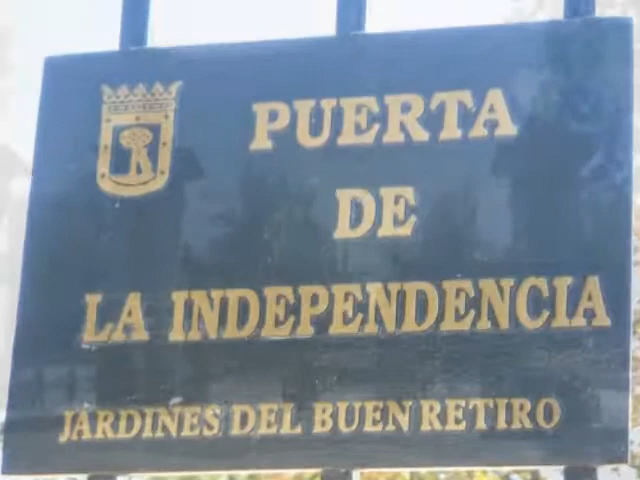 PUERTA
DE
LA INDEPENDENCIA
JARDINES DEL BUEN RETIRO